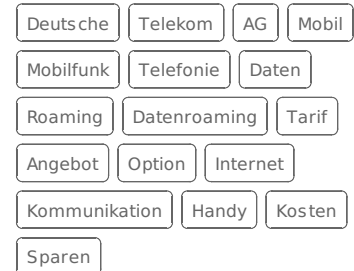 Deutsche Telekom AG Mobil
Mobilfunk Telefonie Daten
Roaming Datenroaming Tarif
Angebot Option Internet
Kommunikation Handy Kosten
Sparen